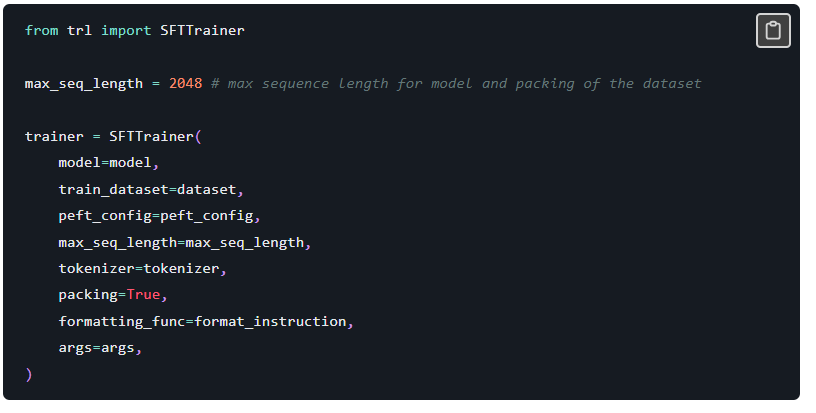 from trl import SFTTrainer
max_seq_length = 2048 # max sequence length for model and packing of the dataset
trainer = SFTTrainer(
    model=model,
    train_dataset=dataset,
    peft_config=peft_config,
    max_seq_length=max_seq_length,
    tokenizer=tokenizer,
    packing=True,
    formatting_func=format_instruction,
    args=args,
)